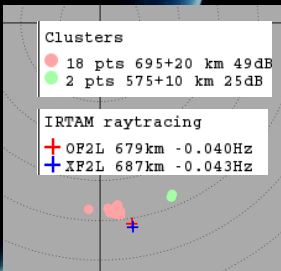 Clusters
18 pts 695+20 km 49dB
2 pts 575+10 km 25dB
IRTAM raytracing
OF2L 679km -0.040Hz
XF2L 687km -0.043Hz